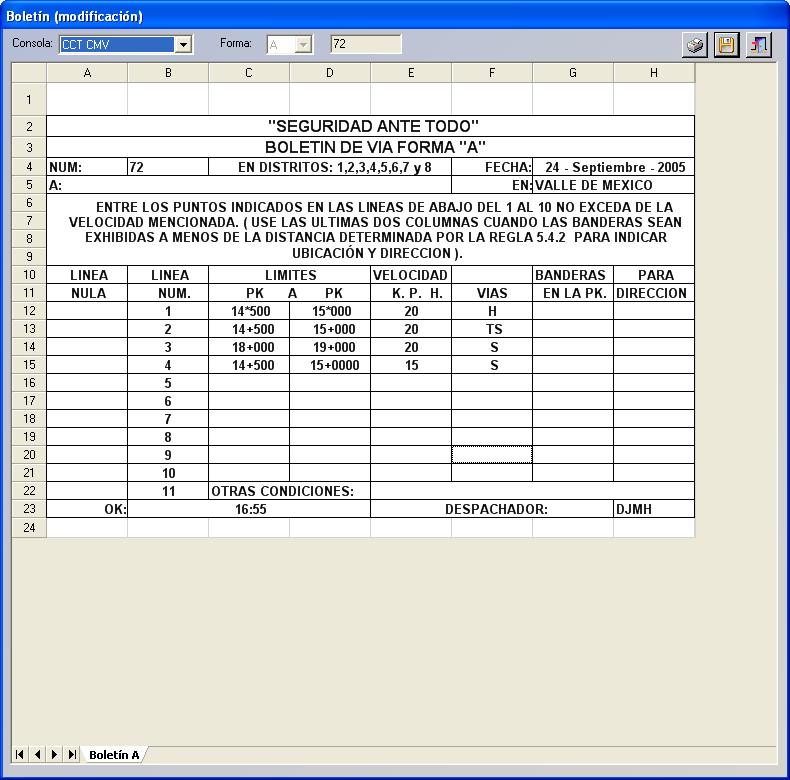 Boletín (modificación)
Consola: CCT CMV Forma: A 72
A B C D E F G H
1
2 "SEGURIDAD ANTE TODO"
3 BOLETIN DE VIA FORMA "A"
4 NUM: 72 EN DISTRITOS: 1,2,3,4,5,6,7 y 8 FECHA: 24 - Septiembre - 2005
5 A: EN: VALLE DE MEXICO
6 ENTRE LOS PUNTOS INDICADOS EN LAS LINEAS DE ABAJO DEL 1 AL 10 NO EXCEDA DE LA
7 VELOCIDAD MENCIONADA. ( USE LAS ULTIMAS DOS COLUMNAS CUANDO LAS BANDERAS SEAN
8 EXHIBIDAS A MENOS DE LA DISTANCIA DETERMINADA POR LA REGLA 5.4.2 PARA INDICAR
9 UBICACIÓN Y DIRECCION ).
10 LINEA LINEA LIMITES VELOCIDAD BANDERAS PARA
11 NULA NUM. PK A PK K. P. H. VIAS EN LA PK. DIRECCION
12 1 14*500 15*000 20 H
13 2 14+500 15+000 20 TS
14 3 18+000 19+000 20 S
15 4 14+500 15+0000 15 S
16 5
17 6
18 7
19 8
20 9
21 10
22 11 OTRAS CONDICIONES:
23 OK: 16:55 DESPACHADOR: DJMH
24
Boletín A